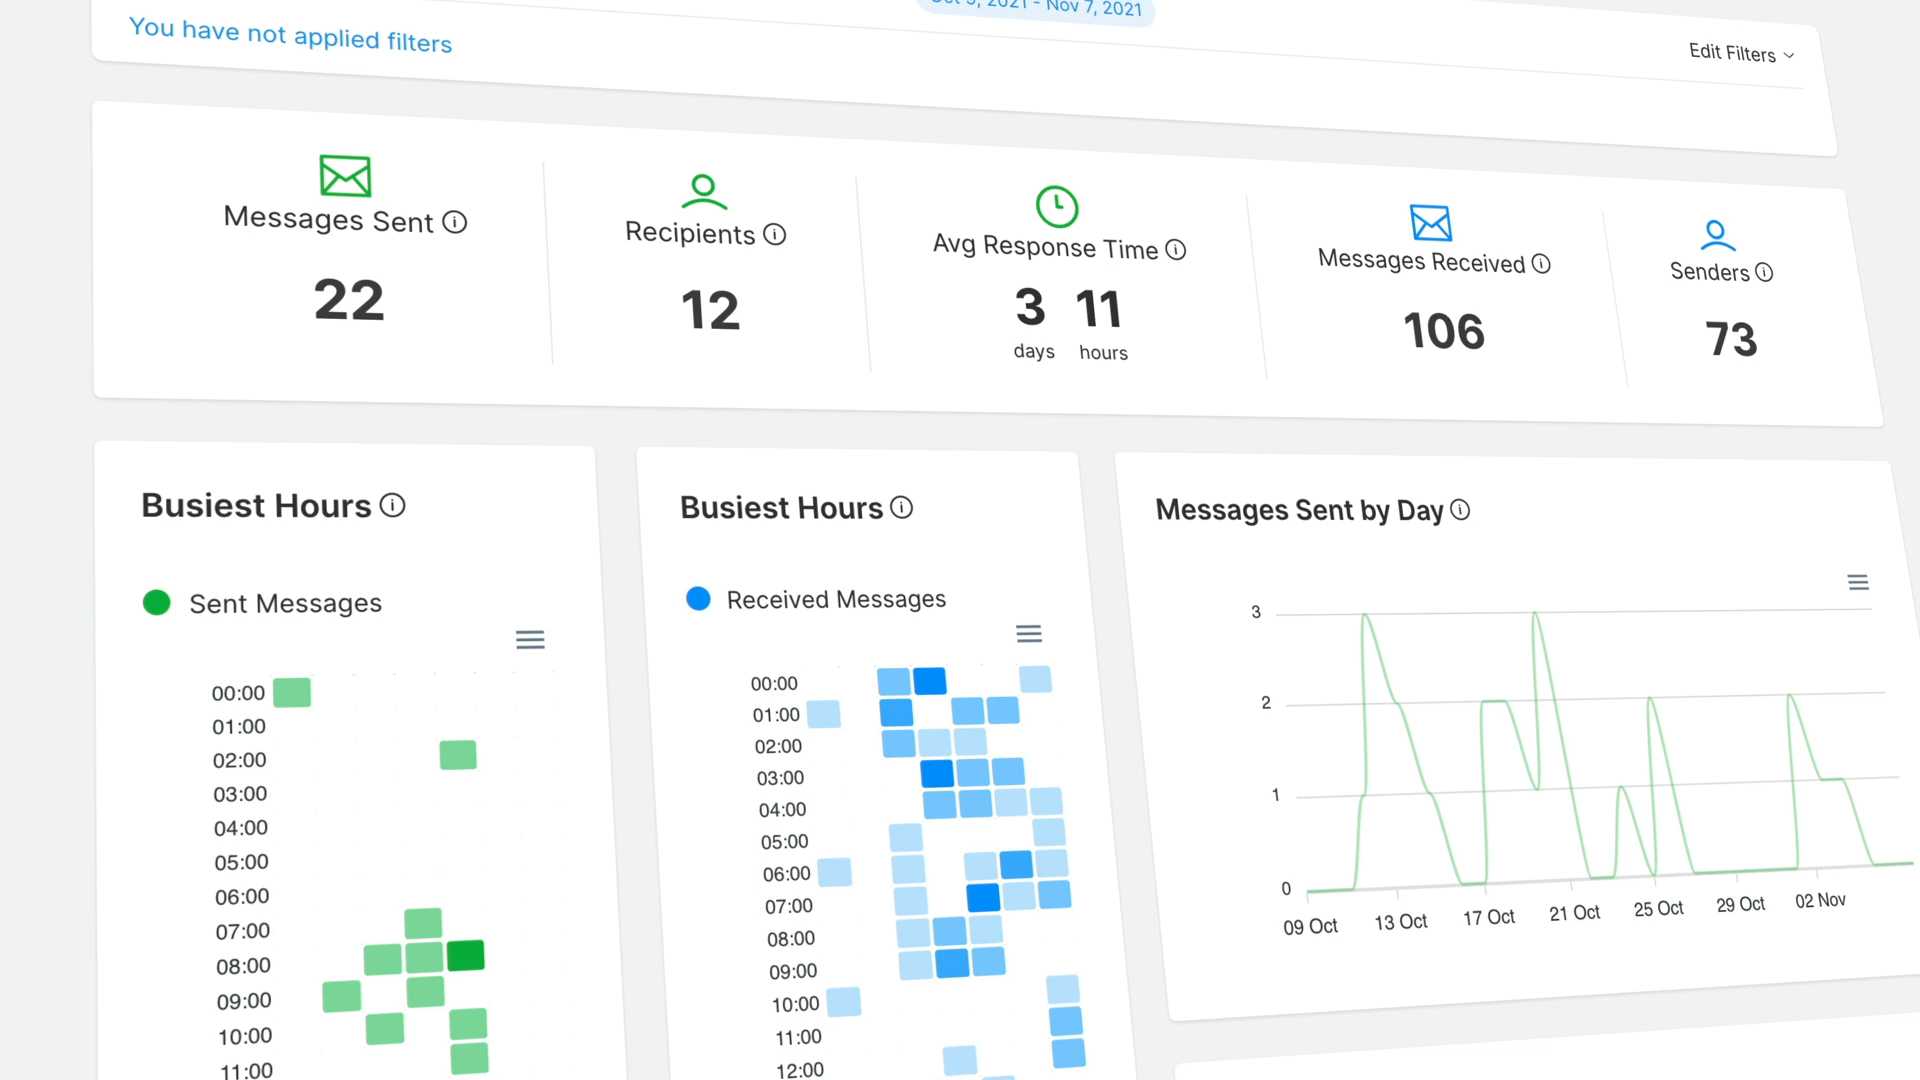 Oct 9, 2021 - Nov 7, 2021
You have not applied filters
Edit Filters
Messages Sent
22
Recipients
12
Avg Response Time
3 11
days hours
Messages Received
106
Senders
73
Busiest Hours
Sent Messages
00:00
01:00
02:00
03:00
04:00
05:00
06:00
07:00
08:00
09:00
10:00
11:00
Busiest Hours
Received Messages
00:00
01:00
02:00
03:00
04:00
05:00
06:00
07:00
08:00
09:00
10:00
11:00
12:00
Messages Sent by Day
3
2
1
0
09 Oct 13 Oct 17 Oct 21 Oct 25 Oct 29 Oct 02 Nov